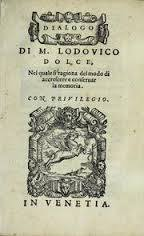 DIALOGO
DI M. LODOVICO
DOLCE,
Nel quale si ragiona del modo di
accrescere e conseruar
la memoria.
CON PRIVILEGIO.
IN VENETIA.